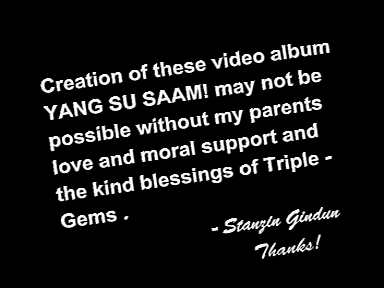 Creation of these video album
YANG SU SAAM! may not be
possible without my parents
love and moral support and
the kind blessings of Triple -
Gems .
- Stanzin Gindun
Thanks!